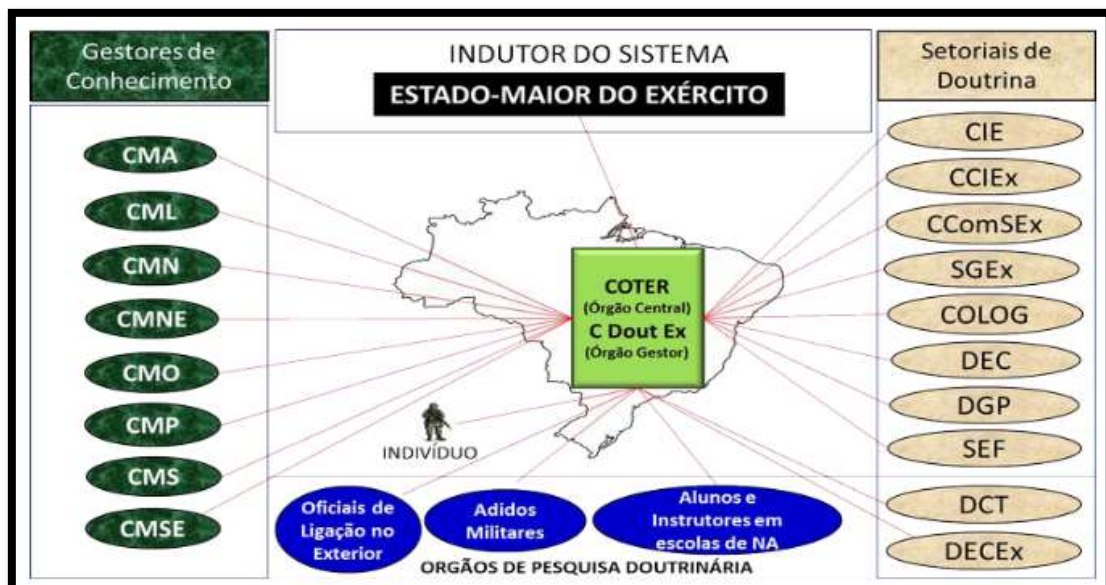 Gestores de
Conhecimento
CMA
CML
CMN
CMNE
CMO
CMP
CMS
CMSE
INDUTOR DO SISTEMA
ESTADO-MAIOR DO EXÉRCITO
COTER
(Órgão Central)
C Dout Ex
(Órgão Gestor)
INDIVÍDUO
Oficiais de
Ligação no
Exterior
Adidos
Militares
Alunos e
Instrutores em
escolas de NA
ORGÃOS DE PESQUISA DOUTRINÁRIA
Setoriais de
Doutrina
CIE
CCIEx
CComSEx
SGEx
COLOG
DEC
DGP
SEF
DCT
DECEx